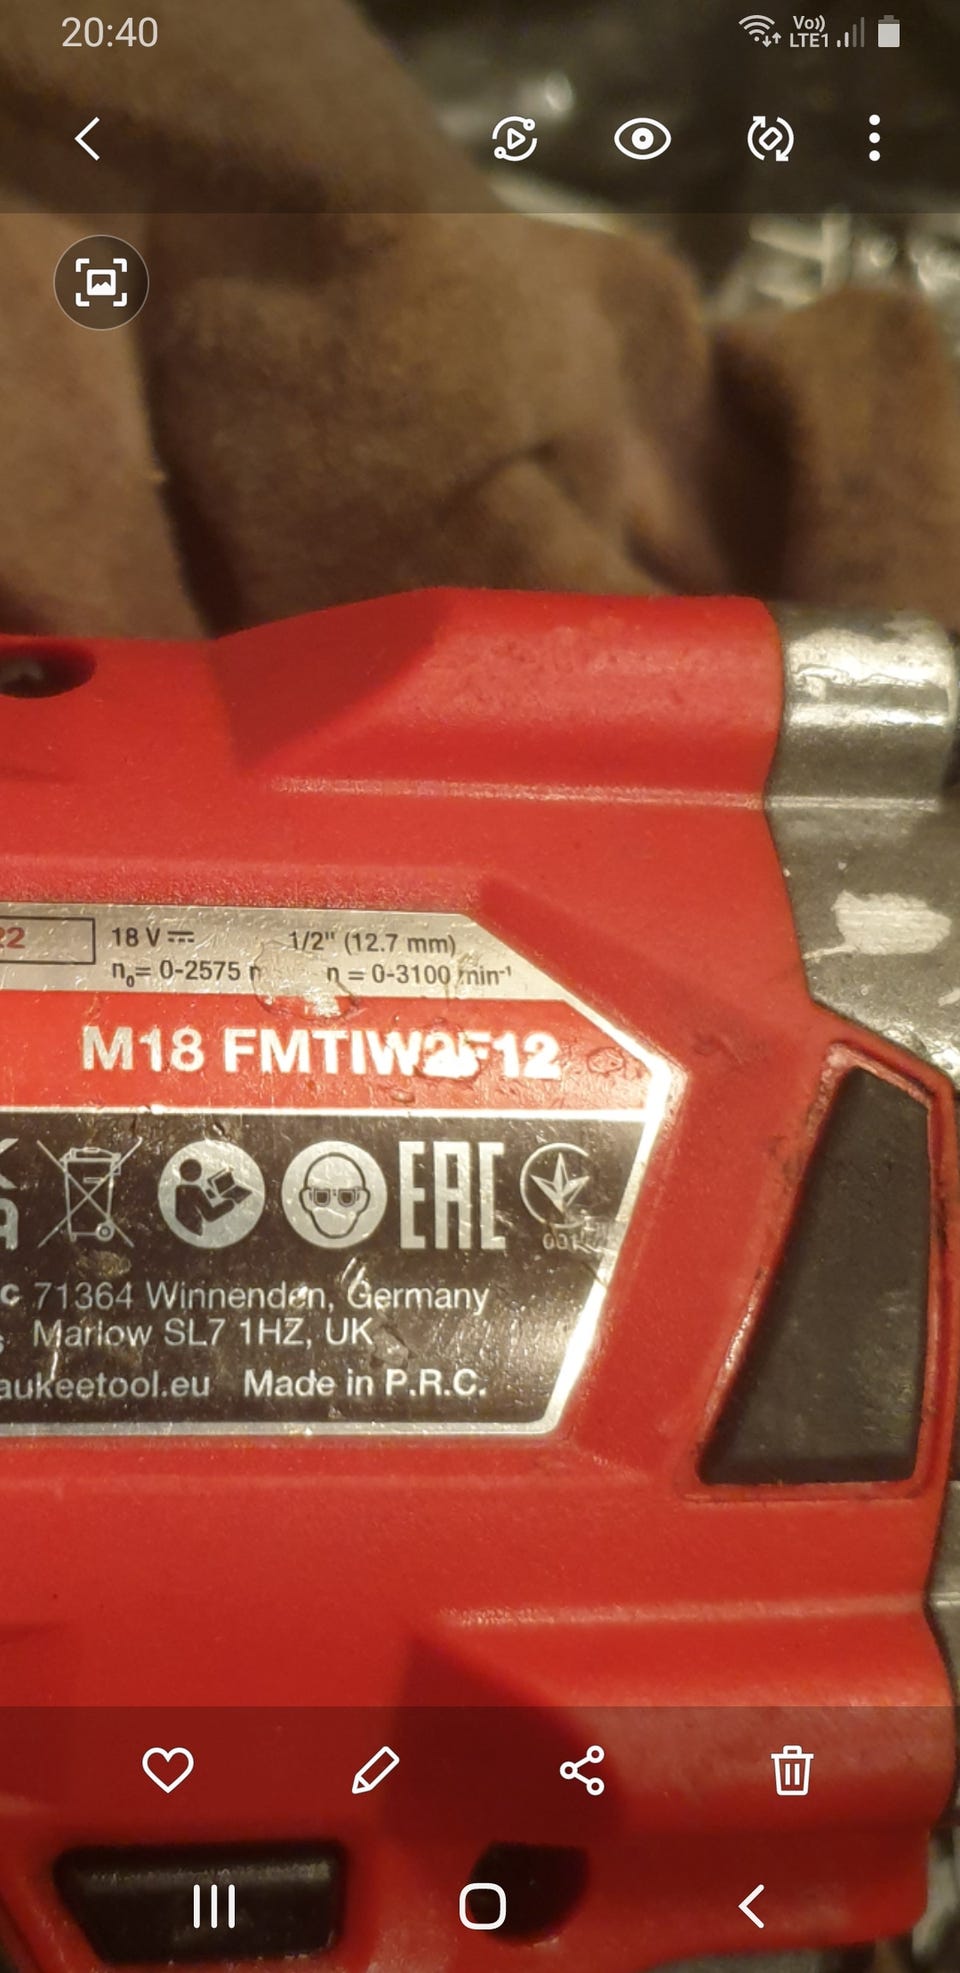 20:40
Vo))
LTE1
22
18 V
1/2" (12.7 mm)
n₀= 0-2575
n = 0-3100 min⁻¹
M18 FMTIW2F12
EAC
c 71364 Winnenden, Germany
Marlow SL7 1HZ, UK
aukeetool.eu Made in P.R.C.